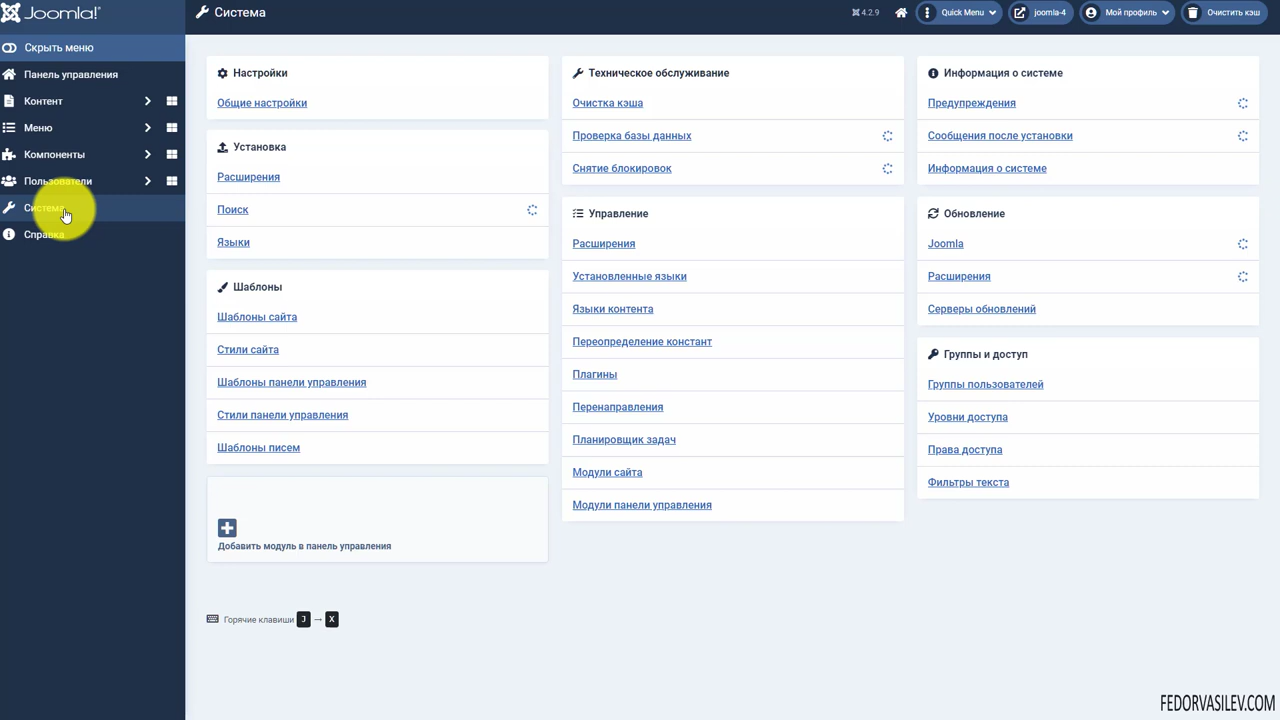 Joomla!®
Система
4.2.9
Quick Menu
joomla-4
Мой профиль
Очистить кэш
Скрыть меню
Панель управления
Контент
Меню
Компоненты
Пользователи
Система
Справка
Настройки
Общие настройки
Установка
Расширения
Поиск
Языки
Шаблоны
Шаблоны сайта
Стили сайта
Шаблоны панели управления
Стили панели управления
Шаблоны писем
Добавить модуль в панель управления
Техническое обслуживание
Очистка кэша
Проверка базы данных
Снятие блокировок
Управление
Расширения
Установленные языки
Языки контента
Переопределение констант
Плагины
Перенаправления
Планировщик задач
Модули сайта
Модули панели управления
Информация о системе
Предупреждения
Сообщения после установки
Информация о системе
Обновление
Joomla
Расширения
Серверы обновлений
Группы и доступ
Группы пользователей
Уровни доступа
Права доступа
Фильтры текста
Горячие клавиши J → X
FEDORVASILEV.COM